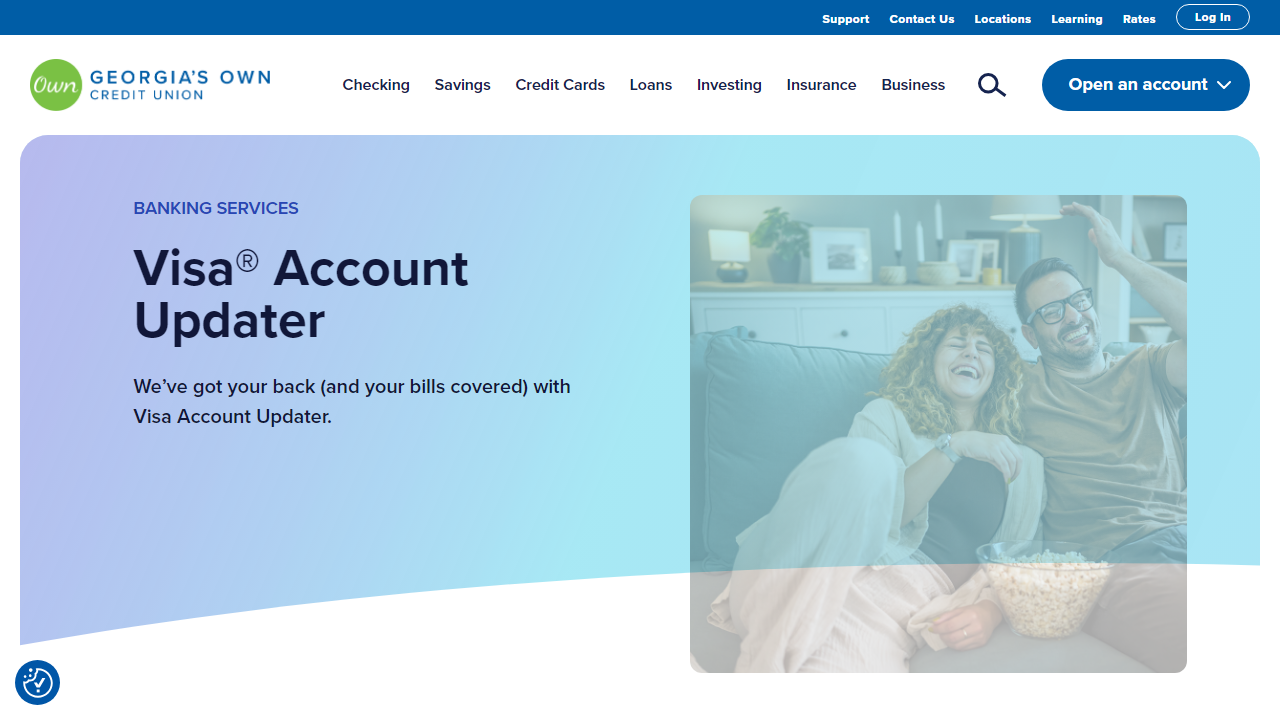 Support Contact Us Locations Learning Rates Log In
Own GEORGIA'S OWN
CREDIT UNION
Checking Savings Credit Cards Loans Investing Insurance Business Open an account
BANKING SERVICES
Visa® Account
Updater
We’ve got your back (and your bills covered) with
Visa Account Updater.